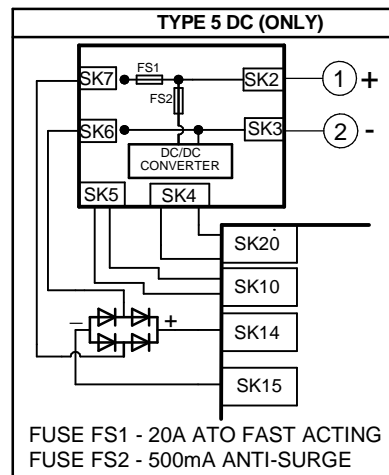 TYPE 5 DC (ONLY)
SK7
FS1
SK2
1
+
FS2
SK6
SK3
2
-
DC/DC
CONVERTER
SK5
SK4
SK20
SK10
–
+
SK14
SK15
FUSE FS1 - 20A ATO FAST ACTING
FUSE FS2 - 500mA ANTI-SURGE